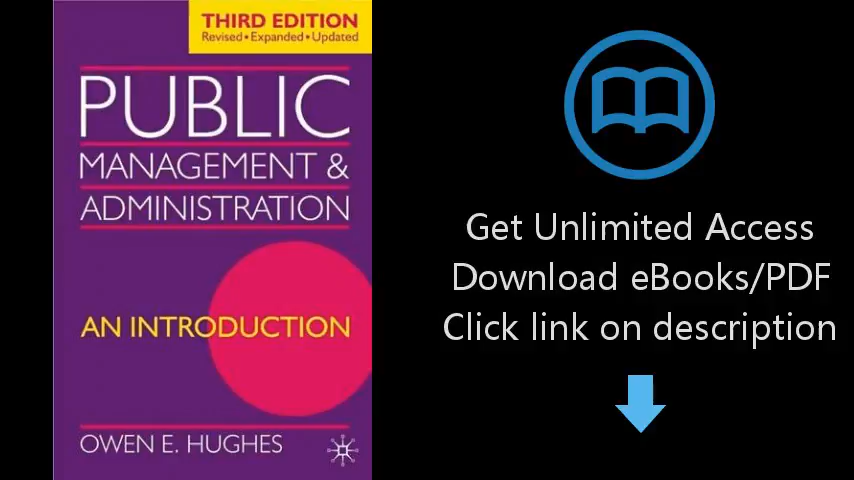 THIRD EDITION
Revised • Expanded • Updated
PUBLIC
MANAGEMENT &
ADMINISTRATION
AN INTRODUCTION
OWEN E. HUGHES
Get Unlimited Access
Download eBooks/PDF
Click link on description